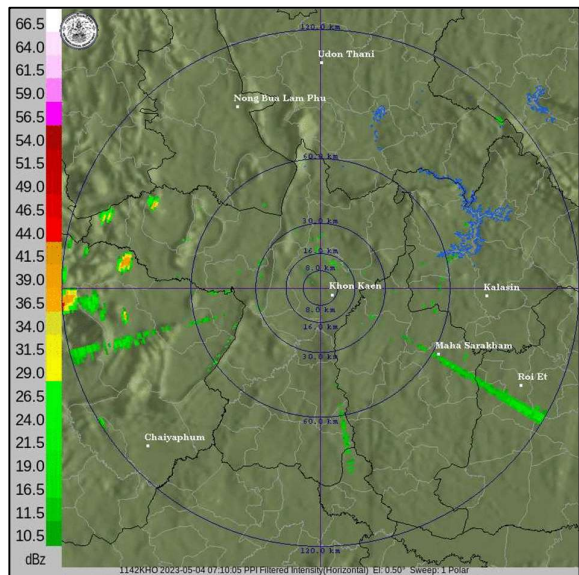 66.5
64.0
61.5
59.0
56.5
54.0
51.5
49.0
46.5
44.0
41.5
39.0
36.5
34.0
31.5
29.0
26.5
24.0
21.5
19.0
16.5
13.0
10.5
dBz
120.0 km
Udon Thani
Nong Bua Lam Phu
60.0 km
30.0 km
16.0 km
8.0 km
Khon Kaen
Kalasin
8.0 km
16.0 km
30.0 km
Maha Sarakham
Roi Et
60.0 km
Chaiyaphum
120.0 km
1142KHO 2023-05-04 07:10:05 PPI Filtered Intensity(Horizontal) El: 0.50° Sweep: 1 Polar